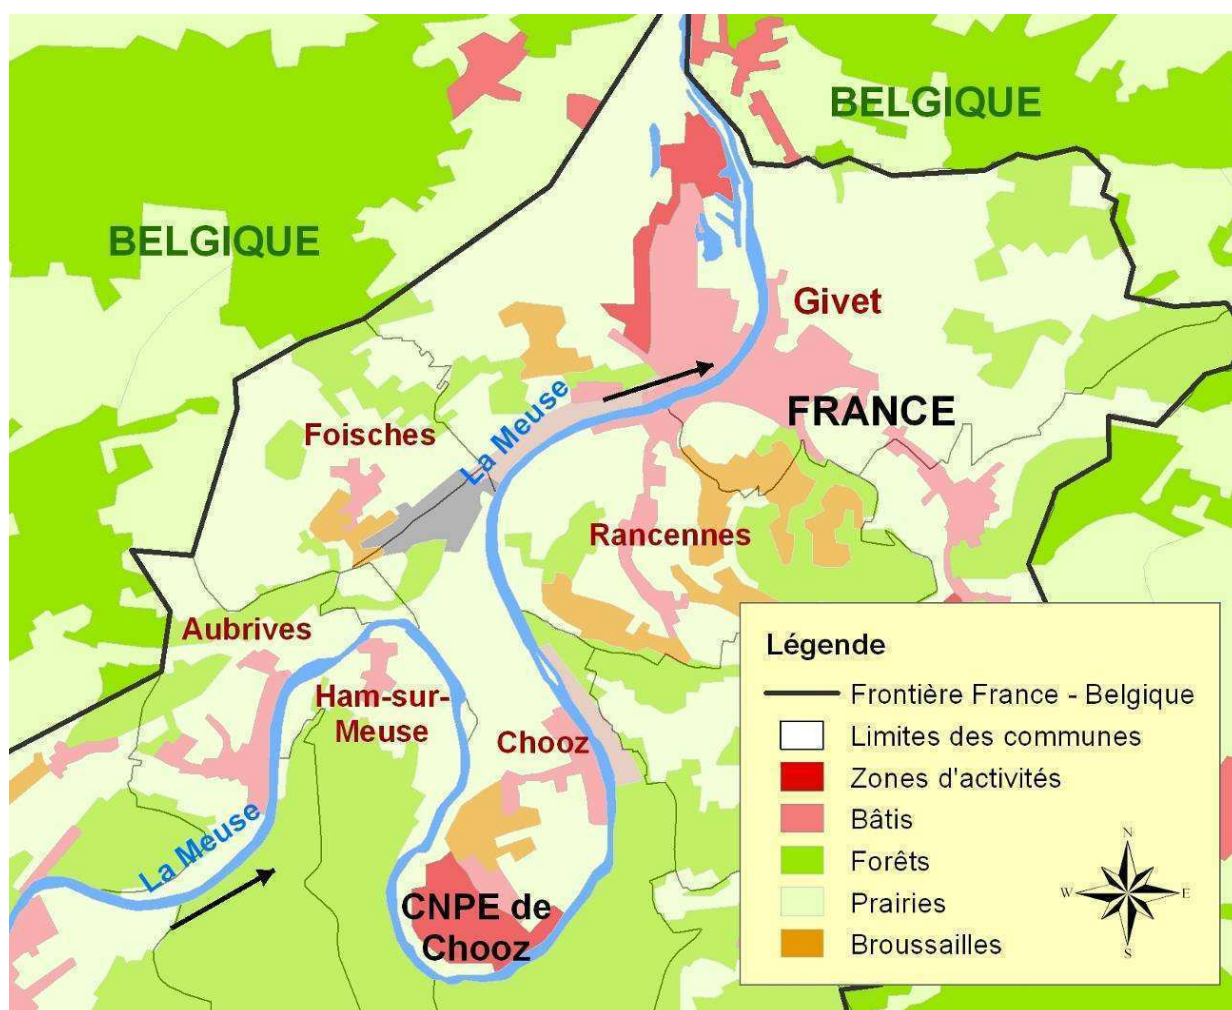 BELGIQUE
BELGIQUE
Givet
La Meuse
FRANCE
Foisches
Rancennes
Aubrives
Ham-sur-
Meuse
Chooz
La Meuse
CNPE de
Chooz
Légende
Frontière France - Belgique
Limites des communes
Zones d'activités
Bâtis
Forêts
Prairies
Broussailles
N
W
E
S